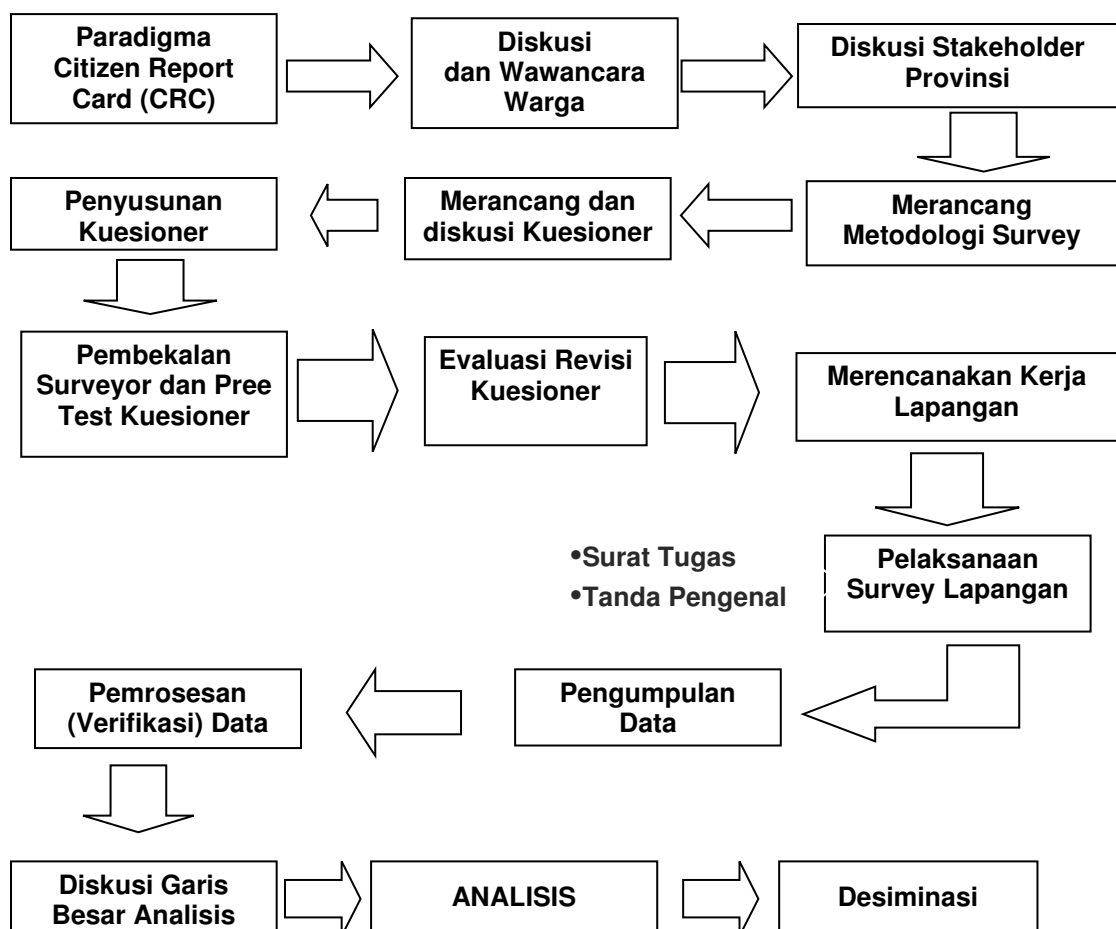 Paradigma
Citizen Report
Card (CRC)
Diskusi
dan Wawancara
Warga
Diskusi Stakeholder
Provinsi
Merancang
Metodologi Survey
Merancang dan
diskusi Kuesioner
Penyusunan
Kuesioner
Pembekalan
Surveyor dan Pree
Test Kuesioner
Evaluasi Revisi
Kuesioner
Merencanakan Kerja
Lapangan
•Surat Tugas
•Tanda Pengenal
Pelaksanaan
Survey Lapangan
Pengumpulan
Data
Pemrosesan
(Verifikasi) Data
Diskusi Garis
Besar Analisis
ANALISIS
Desiminasi